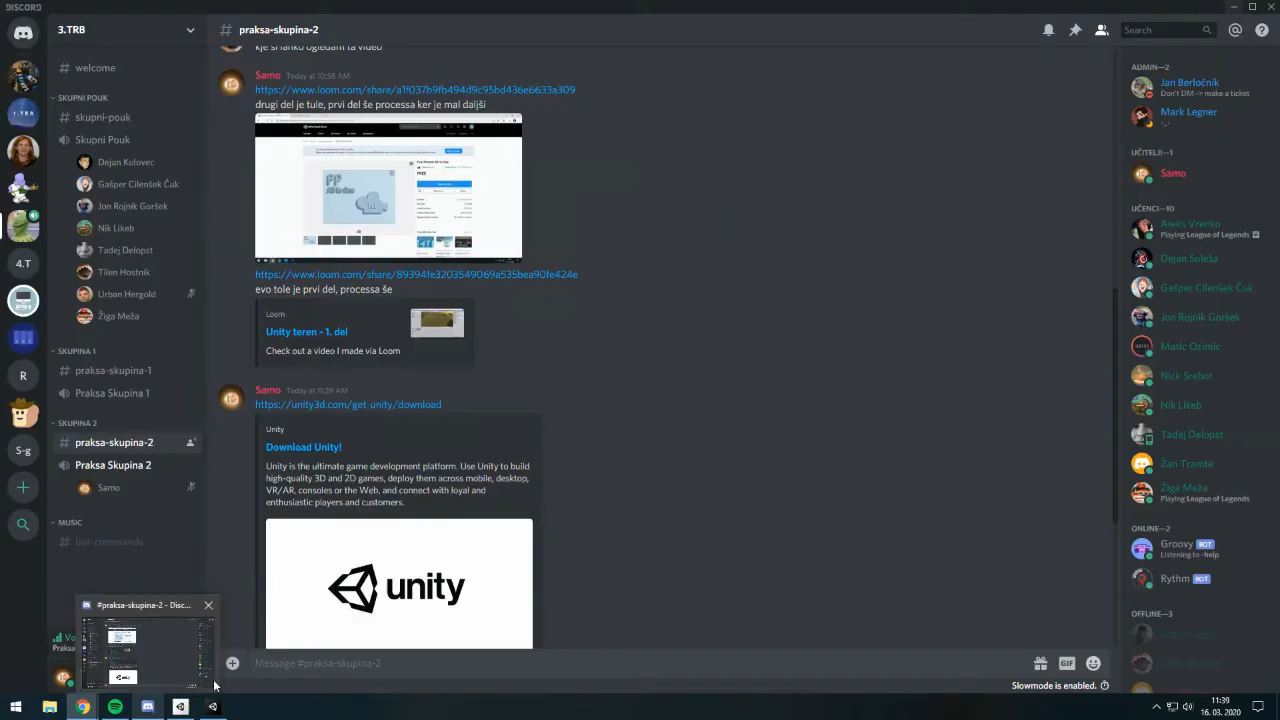 DISCORD
3.TRB
# praksa-skupina-2
Search
welcome
SKUPNI POUK
skupni-pouk
Skupni Pouk
Dejan Kulovec
Gašper Cilenšek Čuk
Jon Rojnik Goršek
Nik Likeb
Tadej Delopst
Tilen Hostnik
Urban Hergold
Žiga Meža
SKUPINA 1
praksa-skupina-1
Praksa Skupina 1
R
SKUPINA 2
praksa-skupina-2
S-g
Praksa Skupina 2
Samo
MUSIC
bot-commands
praksa-skupina-2 - Disc...
kje si lahko ogledam ta video
Samo Today at 10:58 AM
https://www.loom.com/share/a1f037b9fb494d9c95bd436e6633a309
drugi del je tule, prvi del še processa ker je mal daljši
https://www.loom.com/share/89394fe3203549069a535bea90fe424e
evo tole je prvi del, processa še
Loom
Unity teren - 1. del
Check out a video I made via Loom
Samo Today at 11:28 AM
https://unity3d.com/get-unity/download
Unity
Download Unity!
Unity is the ultimate game development platform. Use Unity to build
high-quality 3D and 2D games, deploy them across mobile, desktop,
VR/AR, consoles or the Web, and connect with loyal and
enthusiastic players and customers.
unity
Message #praksa-skupina-2
GIF
Slowmode is enabled.
ADMIN—2
Jan Berločnik
Don't DM -> make a ticket
Mark Legner
Samo
Aleks Vrenko
Playing League of Legends
Dejan Soleša
Gašper Cilenšek Čuk
Jon Rojnik Goršek
Matic Ozimic
Nick Srebot
Nik Likeb
Tadej Delopst
Žan Tramte
Žiga Meža
Playing League of Legends
ONLINE—2
Groovy BOT
Listening to -help
Rythm BOT
OFFLINE—3
11:39
16. 03. 2020